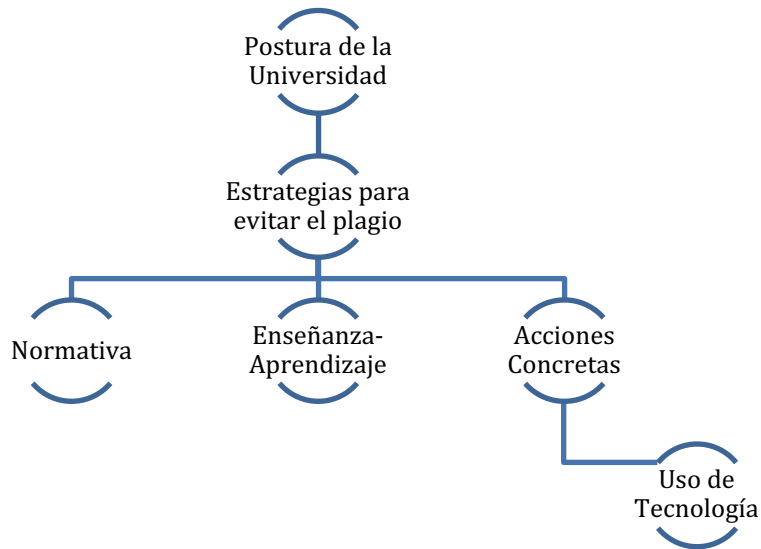 Postura de la
Universidad
Estrategias para
evitar el plagio
Normativa
Enseñanza-
Aprendizaje
Acciones
Concretas
Uso de
Tecnología